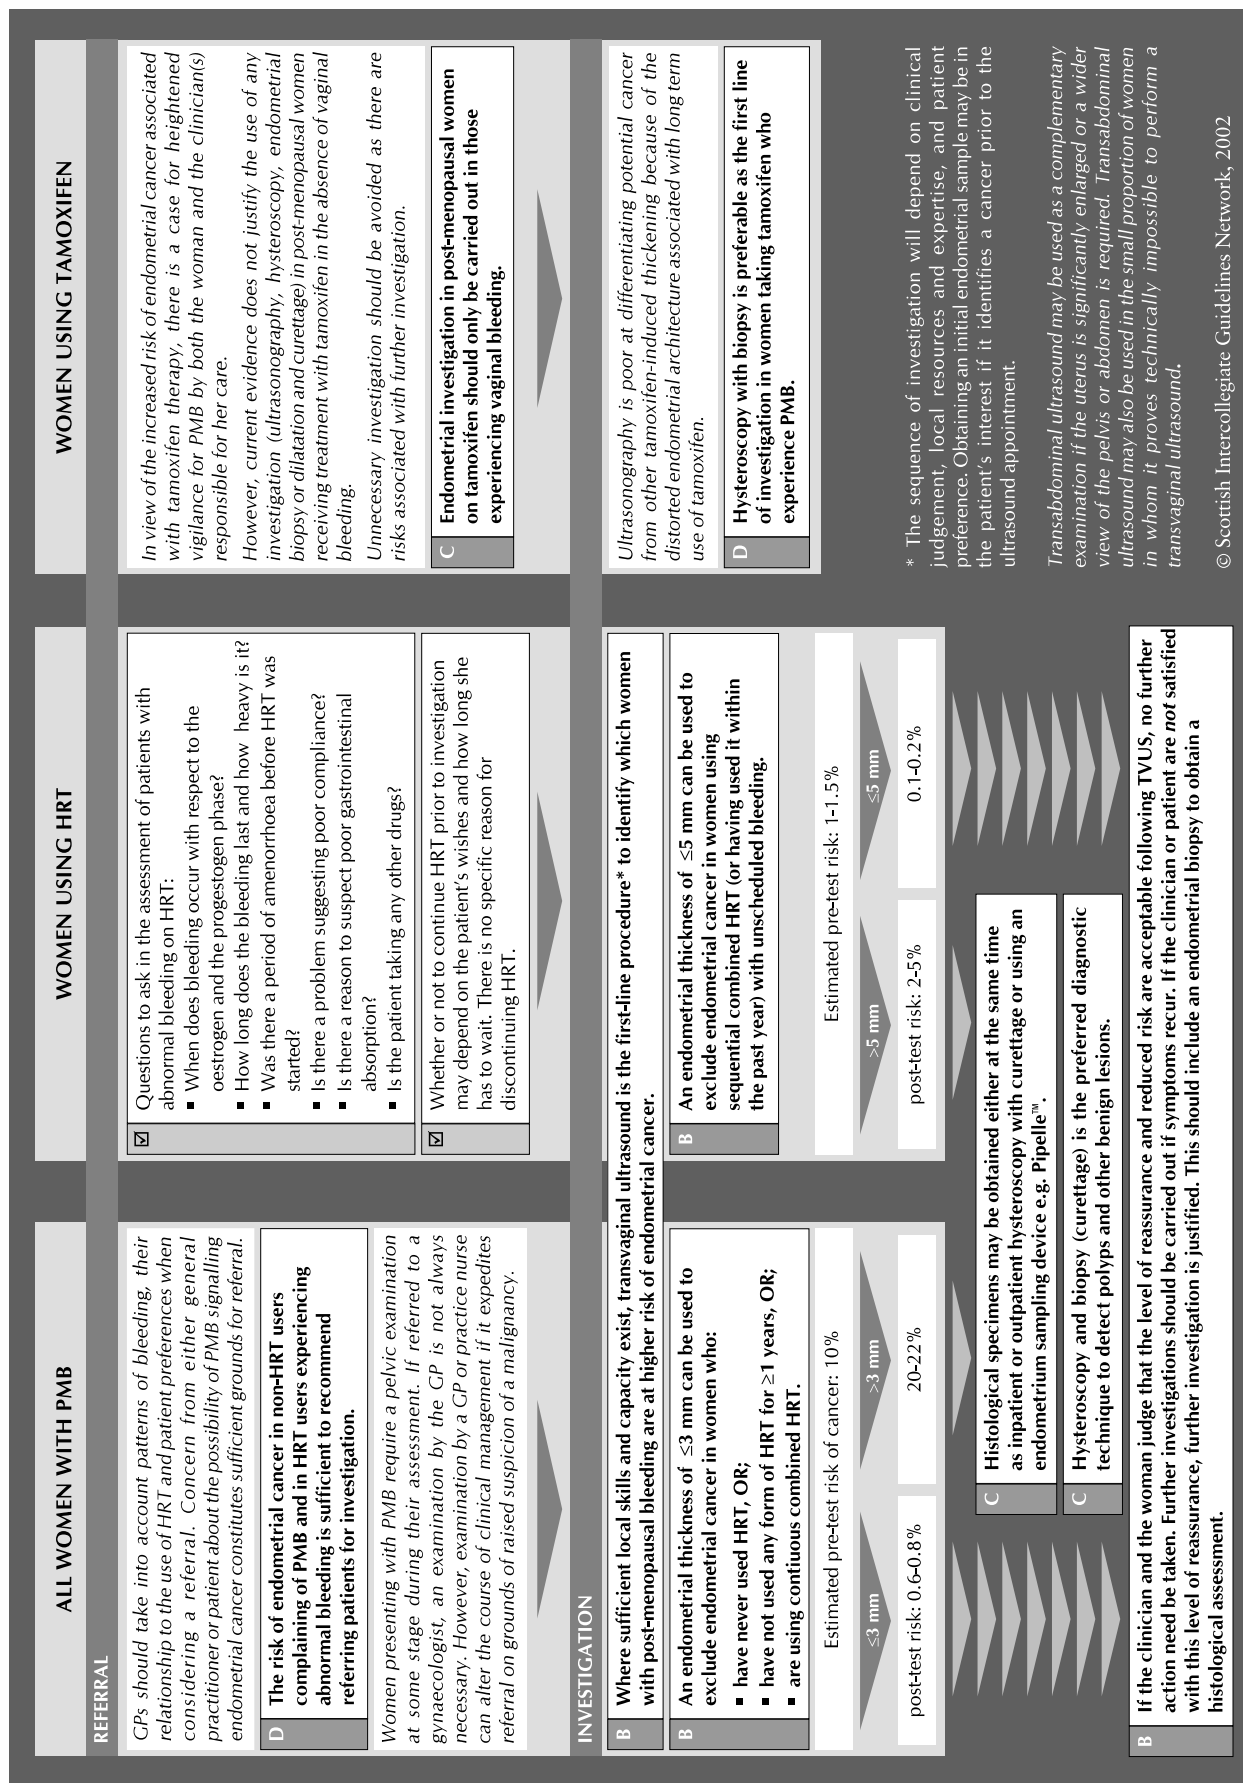 ALL WOMEN WITH PMB
WOMEN USING HRT
WOMEN USING TAMOXIFEN
REFERRAL
GPs should take into account patterns of bleeding, their
relationship to the use of HRT and patient preferences when
considering a referral. Concern from either general
practitioner or patient about the possibility of PMB signalling
endometrial cancer constitutes sufficient grounds for referral.
D
The risk of endometrial cancer in non-HRT users
complaining of PMB and in HRT users experiencing
abnormal bleeding is sufficient to recommend
referring patients for investigation.
Women presenting with PMB require a pelvic examination
at some stage during their assessment. If referred to a
gynaecologist, an examination by the GP is not always
necessary. However, examination by a GP or practice nurse
can alter the course of clinical management if it expedites
referral on grounds of raised suspicion of a malignancy.
☑
Questions to ask in the assessment of patients with
abnormal bleeding on HRT:
▪ When does bleeding occur with respect to the
oestrogen and the progestogen phase?
▪ How long does the bleeding last and how heavy is it?
▪ Was there a period of amenorrhoea before HRT was
started?
▪ Is there a problem suggesting poor compliance?
▪ Is there a reason to suspect poor gastrointestinal
absorption?
▪ Is the patient taking any other drugs?
☑
Whether or not to continue HRT prior to investigation
may depend on the patient's wishes and how long she
has to wait. There is no specific reason for
discontinuing HRT.
In view of the increased risk of endometrial cancer associated
with tamoxifen therapy, there is a case for heightened
vigilance for PMB by both the woman and the clinician(s)
responsible for her care.
However, current evidence does not justify the use of any
investigation (ultrasonography, hysteroscopy, endometrial
biopsy or dilatation and curettage) in post-menopausal women
receiving treatment with tamoxifen in the absence of vaginal
bleeding.
Unnecessary investigation should be avoided as there are
risks associated with further investigation.
C
Endometrial investigation in post-menopausal women
on tamoxifen should only be carried out in those
experiencing vaginal bleeding.
INVESTIGATION
B
Where sufficient local skills and capacity exist, transvaginal ultrasound is the first-line procedure* to identify which women
with post-menopausal bleeding are at higher risk of endometrial cancer.
B
An endometrial thickness of ≤3 mm can be used to
exclude endometrial cancer in women who:
▪ have never used HRT, OR;
▪ have not used any form of HRT for ≥1 years, OR;
▪ are using contiuous combined HRT.
B
An endometrial thickness of ≤5 mm can be used to
exclude endometrial cancer in women using
sequential combined HRT (or having used it within
the past year) with unscheduled bleeding.
Ultrasonography is poor at differentiating potential cancer
from other tamoxifen-induced thickening because of the
distorted endometrial architecture associated with long term
use of tamoxifen.
D
Hysteroscopy with biopsy is preferable as the first line
of investigation in women taking tamoxifen who
experience PMB.
Estimated pre-test risk of cancer: 10%
Estimated pre-test risk: 1-1.5%
≤3 mm
>3 mm
>5 mm
≤5 mm
post-test risk: 0.6-0.8%
20-22%
post-test risk: 2-5%
0.1-0.2%
C
Histological specimens may be obtained either at the same time
as inpatient or outpatient hysteroscopy with curettage or using an
endometrium sampling device e.g. Pipelle™.
C
Hysteroscopy and biopsy (curettage) is the preferred diagnostic
technique to detect polyps and other benign lesions.
B
If the clinician and the woman judge that the level of reassurance and reduced risk are acceptable following TVUS, no further
action need be taken. Further investigations should be carried out if symptoms recur. If the clinician or patient are not satisfied
with this level of reassurance, further investigation is justified. This should include an endometrial biopsy to obtain a
histological assessment.
* The sequence of investigation will depend on clinical
judgement, local resources and expertise, and patient
preference. Obtaining an initial endometrial sample may be in
the patient's interest if it identifies a cancer prior to the
ultrasound appointment.
Transabdominal ultrasound may be used as a complementary
examination if the uterus is significantly enlarged or a wider
view of the pelvis or abdomen is required. Transabdominal
ultrasound may also be used in the small proportion of women
in whom it proves technically impossible to perform a
transvaginal ultrasound.
© Scottish Intercollegiate Guidelines Network, 2002